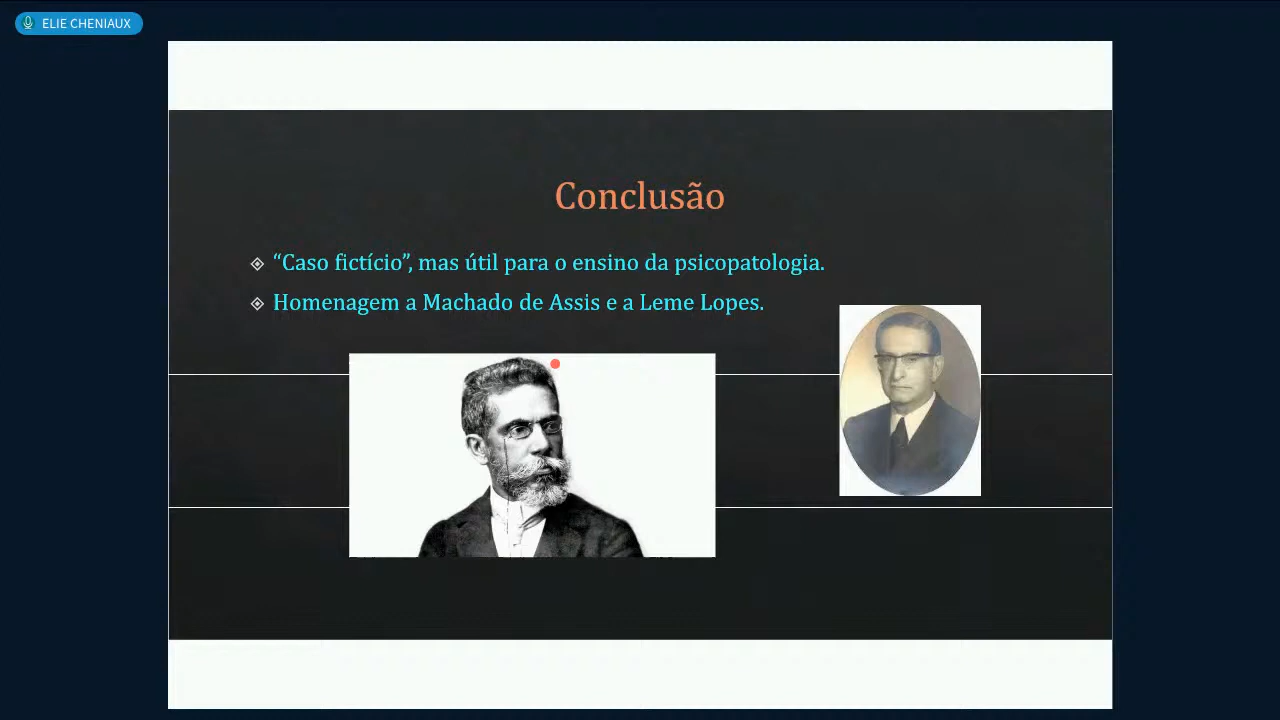 ELIE CHENIAUX
Conclusão
“Caso fictício”, mas útil para o ensino da psicopatologia.
Homenagem a Machado de Assis e a Leme Lopes.